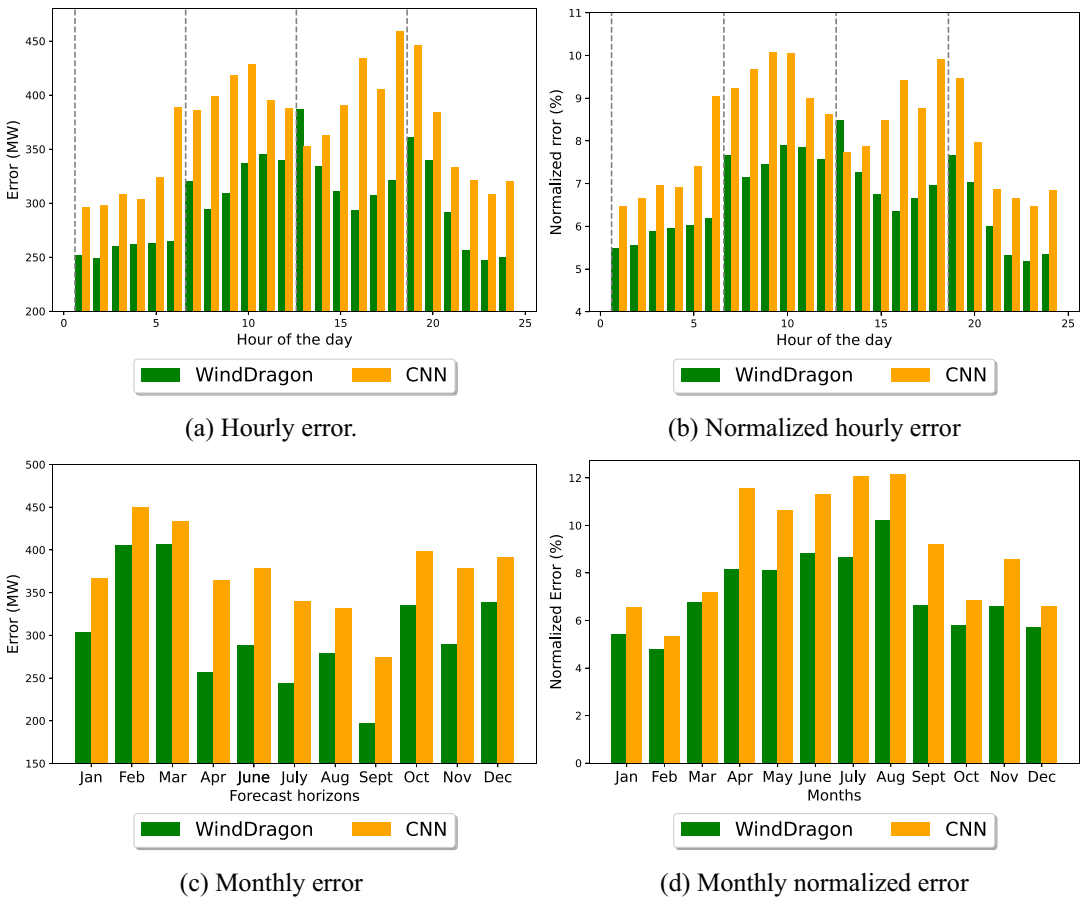 450
400
350
300
250
200
Error (MW)
0 5 10 15 20 25
Hour of the day
WindDragon CNN
(a) Hourly error.
11
10
9
8
7
6
5
4
Normalized rror (%)
0 5 10 15 20 25
Hour of the day
WindDragon CNN
(b) Normalized hourly error
500
450
400
350
300
250
200
150
Error (MW)
Jan Feb Mar Apr June July Aug Sept Oct Nov Dec
Forecast horizons
WindDragon CNN
(c) Monthly error
12
10
8
6
4
2
0
Normalized Error (%)
Jan Feb Mar Apr May June July Aug Sept Oct Nov Dec
Months
WindDragon CNN
(d) Monthly normalized error